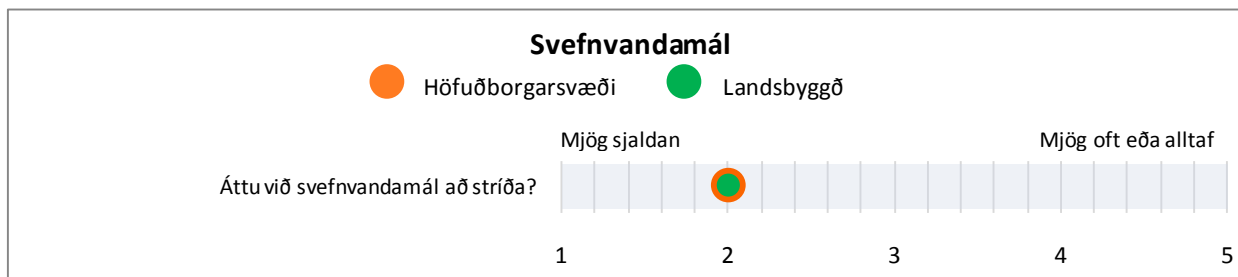 Svefnvandamál
Höfuðborgarsvæði Landsbyggð
Mjög sjaldan Mjög oft eða alltaf
Áttu við svefnvandamál að stríða?
1 2 3 4 5